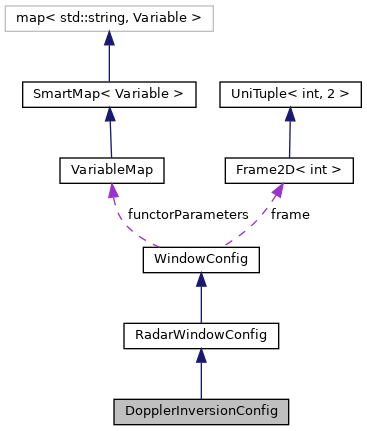 map< std::string, Variable >
SmartMap< Variable >
UniTuple< int, 2 >
VariableMap
Frame2D< int >
functorParameters
frame
WindowConfig
RadarWindowConfig
DopplerInversionConfig